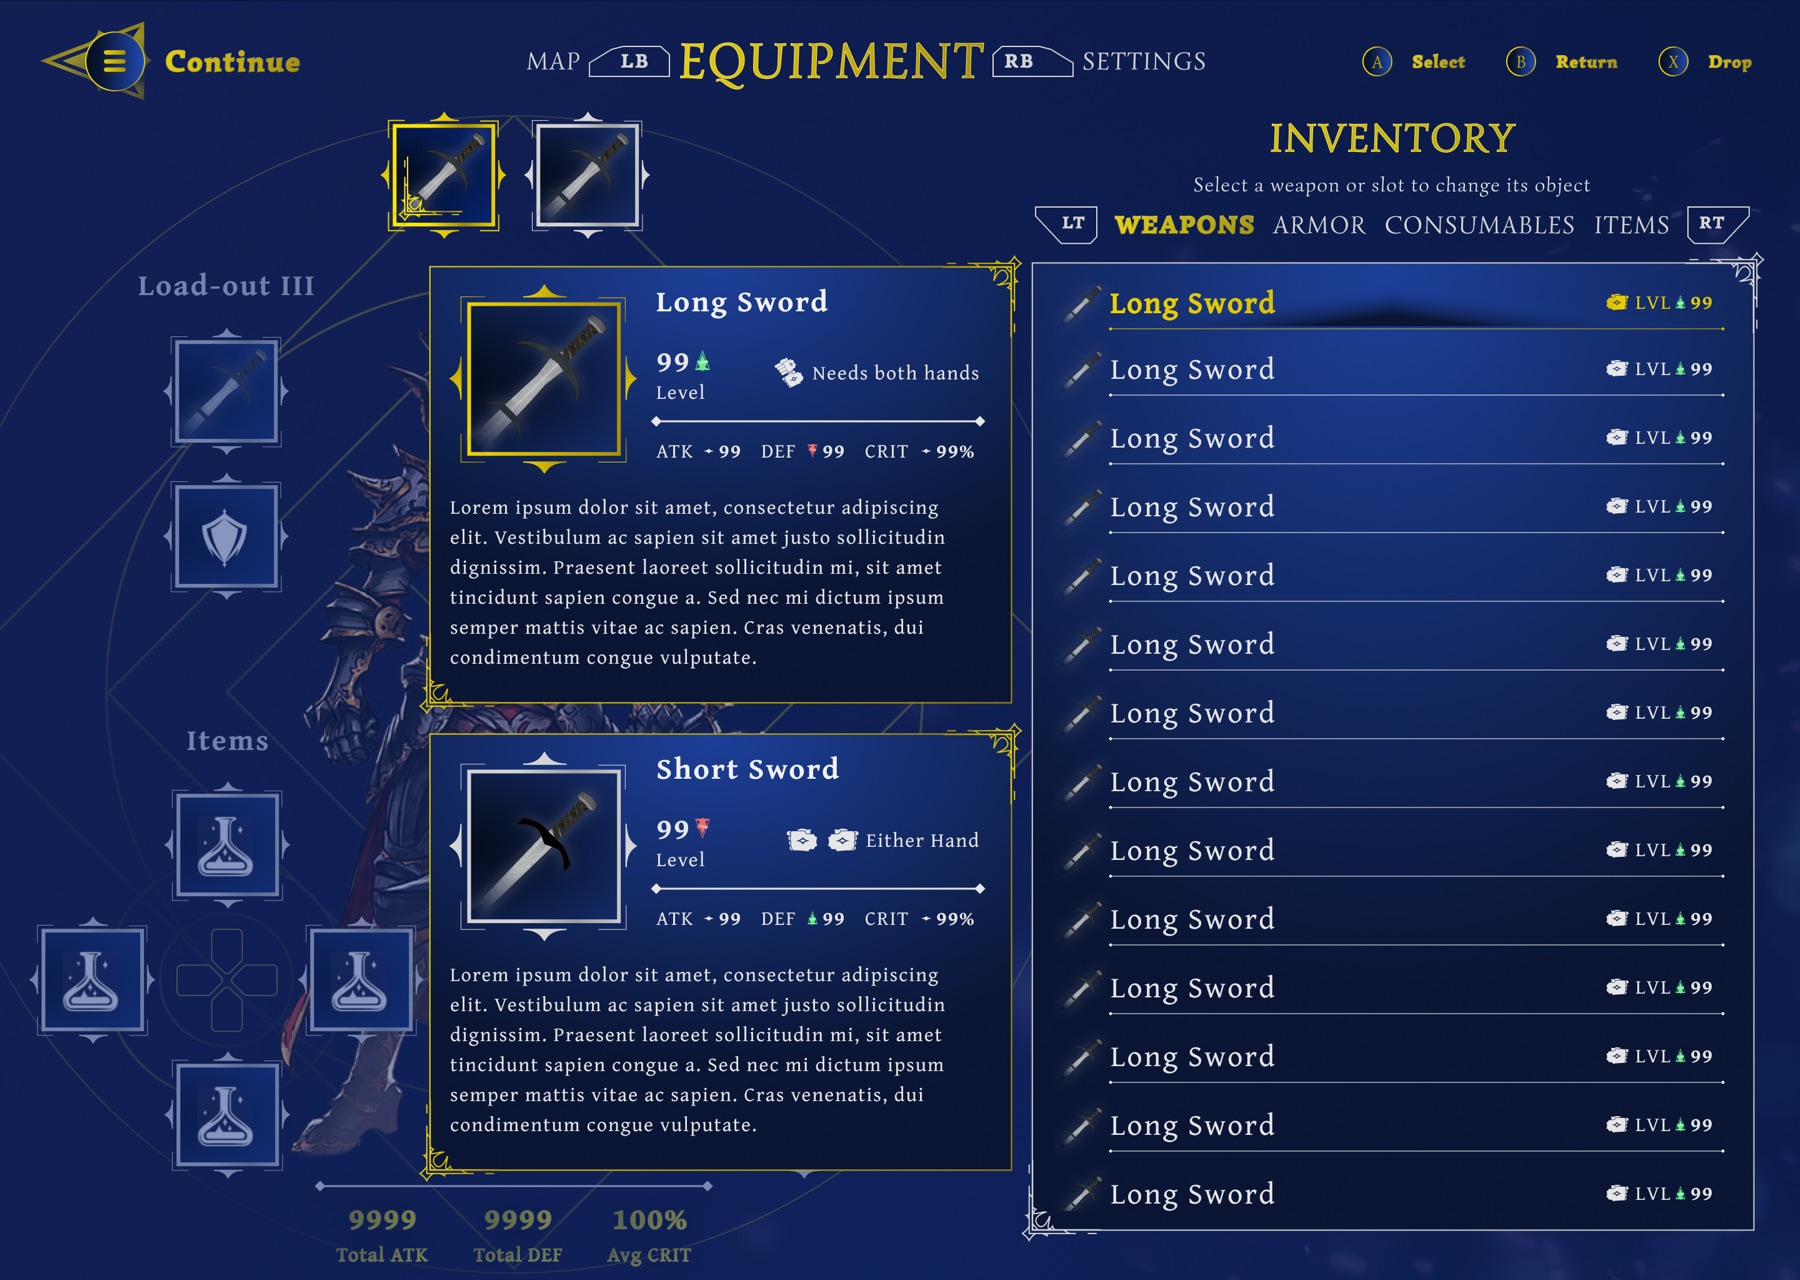 Continue
MAP LB EQUIPMENT RB SETTINGS
A Select B Return X Drop
INVENTORY
Select a weapon or slot to change its object
LT WEAPONS ARMOR CONSUMABLES ITEMS RT
Load-out III
Items
Long Sword
99
Level
Needs both hands
ATK 99 DEF 99 CRIT 99%
Lorem ipsum dolor sit amet, consectetur adipiscing
elit. Vestibulum ac sapien sit amet justo sollicitudin
dignissim. Praesent laoreet sollicitudin mi, sit amet
tincidunt sapien congue a. Sed nec mi dictum ipsum
semper mattis vitae ac sapien. Cras venenatis, dui
condimentum congue vulputate.
Short Sword
99
Level
Either Hand
ATK 99 DEF 99 CRIT 99%
Lorem ipsum dolor sit amet, consectetur adipiscing
elit. Vestibulum ac sapien sit amet justo sollicitudin
dignissim. Praesent laoreet sollicitudin mi, sit amet
tincidunt sapien congue a. Sed nec mi dictum ipsum
semper mattis vitae ac sapien. Cras venenatis, dui
condimentum congue vulputate.
9999 9999 100%
Total ATK Total DEF Avg CRIT
Long Sword LVL 99
Long Sword LVL 99
Long Sword LVL 99
Long Sword LVL 99
Long Sword LVL 99
Long Sword LVL 99
Long Sword LVL 99
Long Sword LVL 99
Long Sword LVL 99
Long Sword LVL 99
Long Sword LVL 99
Long Sword LVL 99
Long Sword LVL 99
Long Sword LVL 99